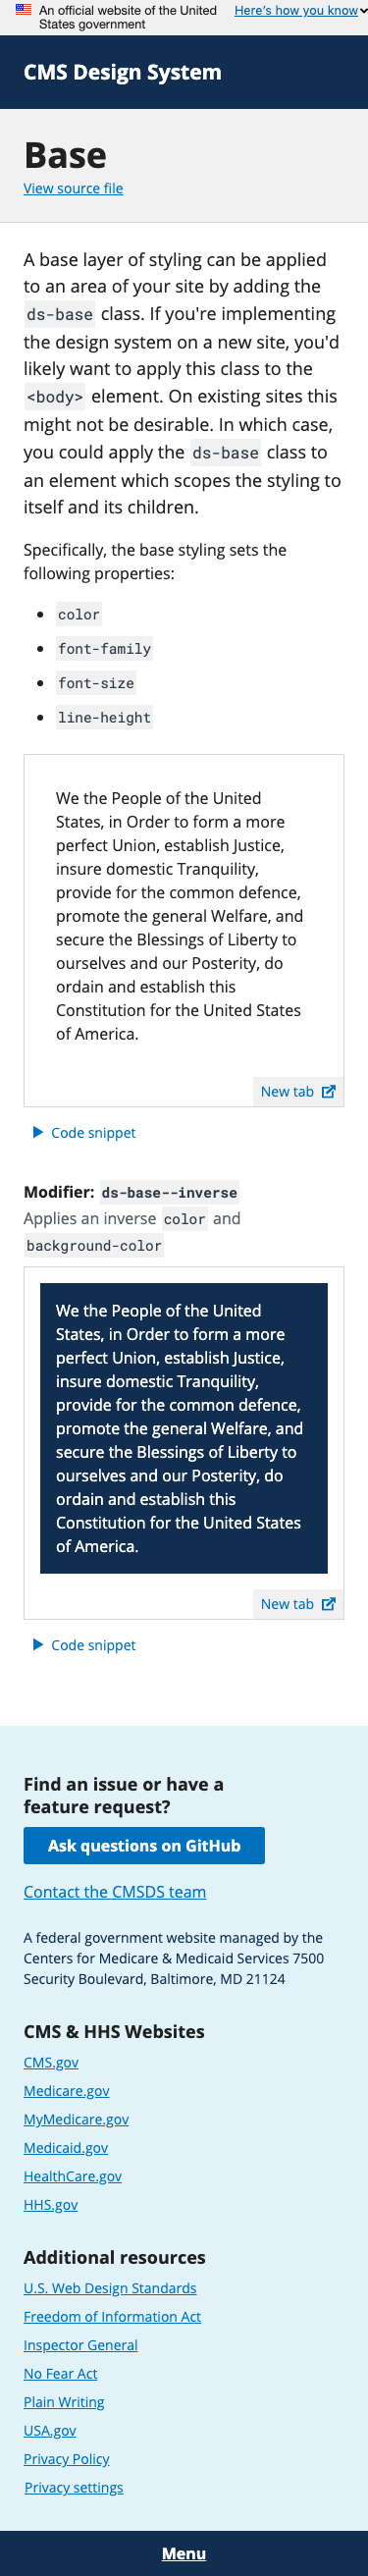 An official website of the United
States government
Here's how you know
CMS Design System
Base
View source file
A base layer of styling can be applied
to an area of your site by adding the
ds-base class. If you're implementing
the design system on a new site, you'd
likely want to apply this class to the
<body> element. On existing sites this
might not be desirable. In which case,
you could apply the ds-base class to
an element which scopes the styling to
itself and its children.
Specifically, the base styling sets the
following properties:
color
font-family
font-size
line-height
We the People of the United
States, in Order to form a more
perfect Union, establish Justice,
insure domestic Tranquility,
provide for the common defence,
promote the general Welfare, and
secure the Blessings of Liberty to
ourselves and our Posterity, do
ordain and establish this
Constitution for the United States
of America.
New tab
Code snippet
Modifier: ds-base--inverse
Applies an inverse color and
background-color
We the People of the United
States, in Order to form a more
perfect Union, establish Justice,
insure domestic Tranquility,
provide for the common defence,
promote the general Welfare, and
secure the Blessings of Liberty to
ourselves and our Posterity, do
ordain and establish this
Constitution for the United States
of America.
New tab
Code snippet
Find an issue or have a
feature request?
Ask questions on GitHub
Contact the CMSDS team
A federal government website managed by the
Centers for Medicare & Medicaid Services 7500
Security Boulevard, Baltimore, MD 21124
CMS & HHS Websites
CMS.gov
Medicare.gov
MyMedicare.gov
Medicaid.gov
HealthCare.gov
HHS.gov
Additional resources
U.S. Web Design Standards
Freedom of Information Act
Inspector General
No Fear Act
Plain Writing
USA.gov
Privacy Policy
Privacy settings
Menu